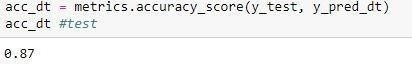 acc_dt = metrics.accuracy_score(y_test, y_pred_dt)
acc_dt #test
0.87